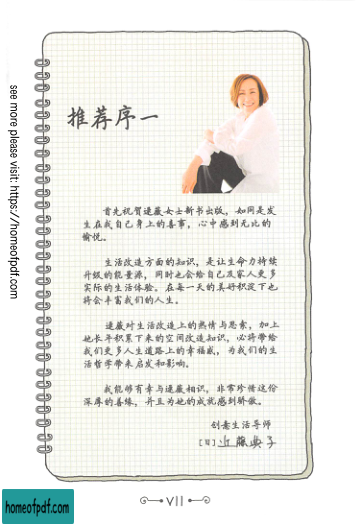 推荐序一
首先祝贺逯薇女士新书出版，如同是发
生在我自己身上的喜事，心中感到无比的
愉悦。
生活改造方面的知识，是让生命力持续
升级的能量源，同时也会给自己及家人更多
实际的生活体验。在每一天的美好积淀下也
将会丰富我们的人生。
逯薇对生活改造上的热情与思索，加上
她长年积累下来的空间改造知识，必将带给
我们更多人生道路上的幸福感，为我们的生
活哲学带来启发和影响。
我能够有幸与逯薇相识，非常珍惜这份
深厚的善缘，并且为她的成就感到骄傲。
创意生活导师
[日] 近藤典子
VII
see more please visit: https://homeofpdf.com
homeofpdf.com